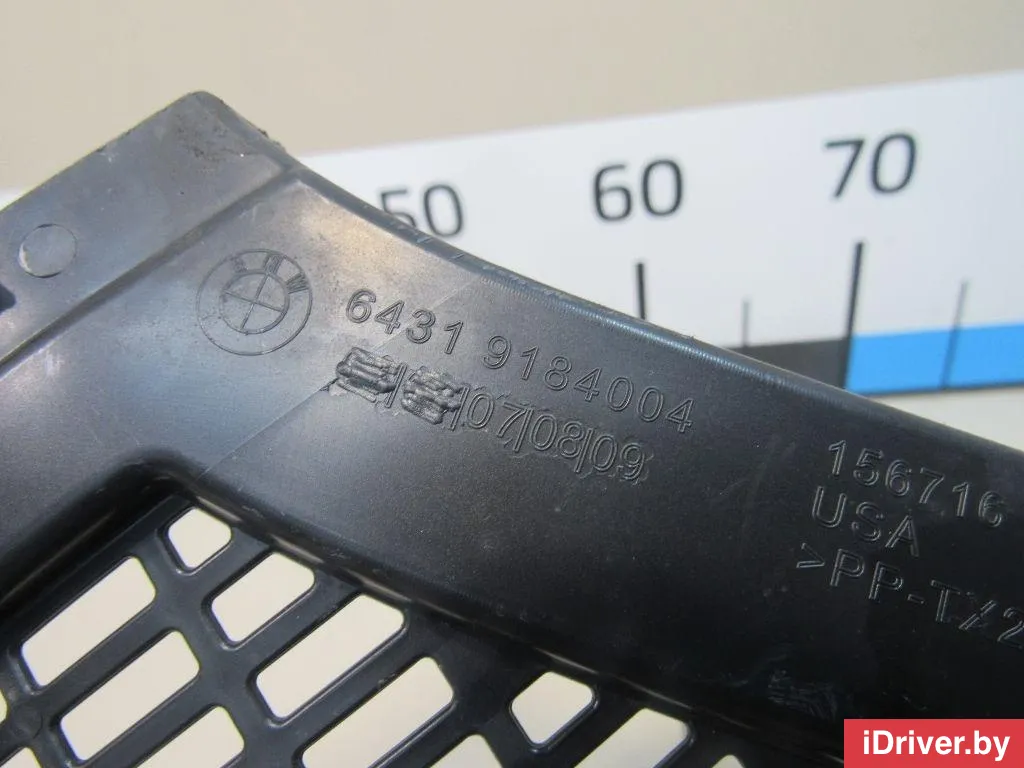 50 60 70
BMW
6431 9184004
07|08|09
156716
USA
>PP-TX2
iDriver.by